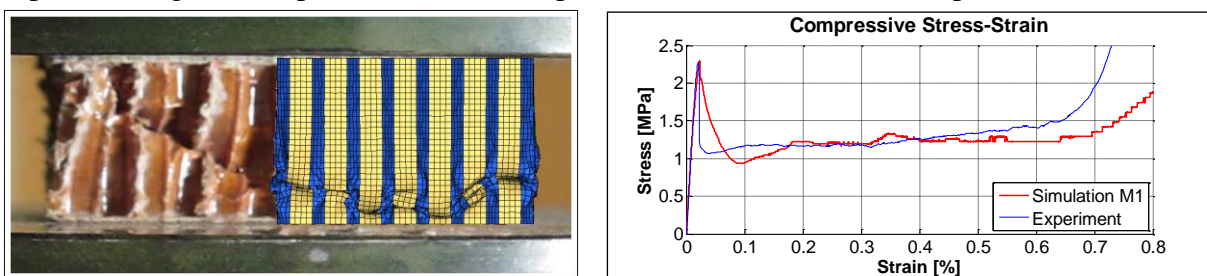 Compressive Stress-Strain
2.5
2
1.5
1
0.5
0
Stress [MPa]
Simulation M1
Experiment
0 0.1 0.2 0.3 0.4 0.5 0.6 0.7 0.8
Strain [%]